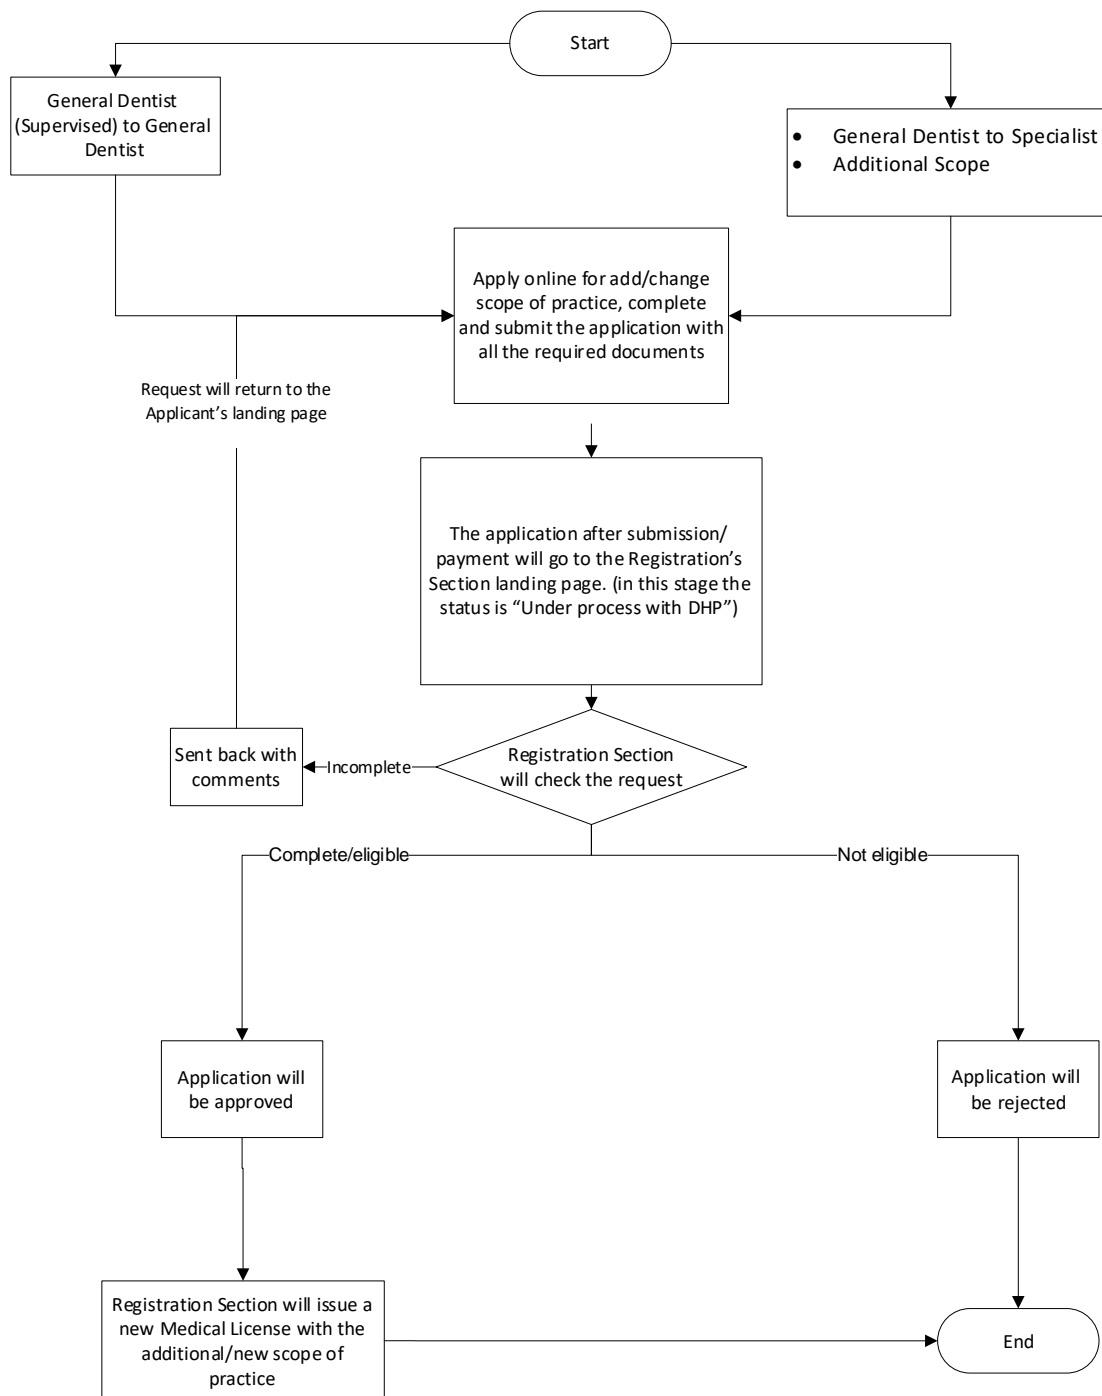 Start
General Dentist
(Supervised) to General
Dentist
• General Dentist to Specialist
• Additional Scope
Apply online for add/change
scope of practice, complete
and submit the application with
all the required documents
Request will return to the
Applicant’s landing page
The application after submission/
payment will go to the Registration’s
Section landing page. (in this stage the
status is “Under process with DHP”)
Registration Section
will check the request
Incomplete
Sent back with
comments
Complete/eligible
Not eligible
Application will
be approved
Application will
be rejected
Registration Section will issue a
new Medical License with the
additional/new scope of
practice
End